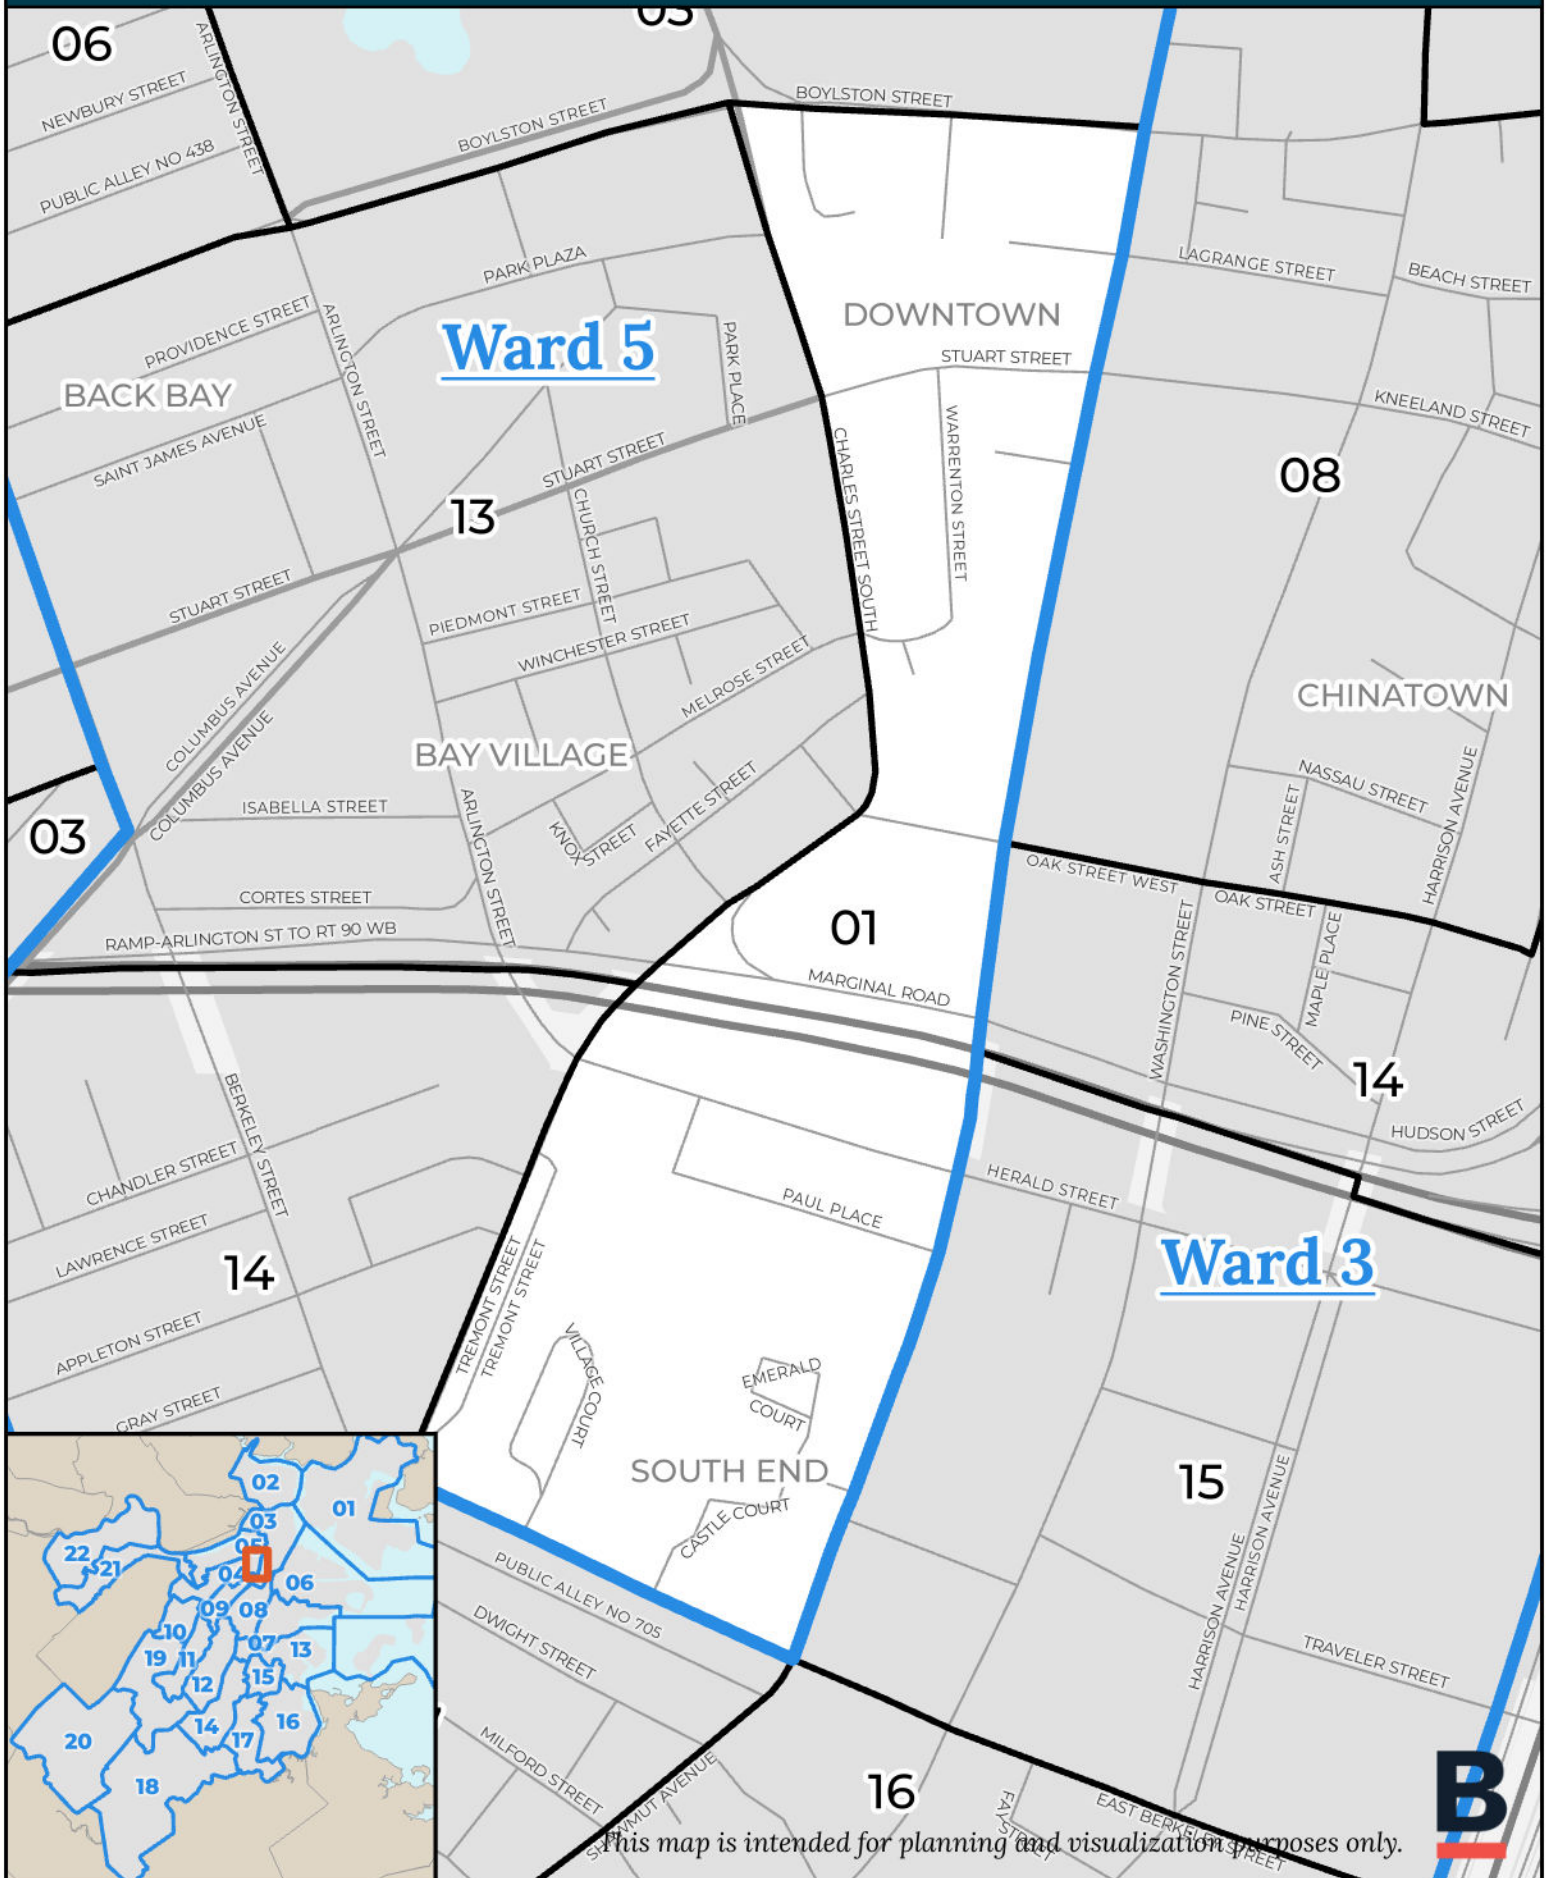 03
06
ARLINGTON STREET
NEWBURY STREET
PUBLIC ALLEY NO 438
BOYLSTON STREET
BOYLSTON STREET
LAGRANGE STREET
BEACH STREET
PARK PLAZA
DOWNTOWN
PROVIDENCE STREET
ARLINGTON STREET
Ward 5
PARK PLACE
STUART STREET
BACK BAY
KNEELAND STREET
SAINT JAMES AVENUE
STUART STREET
CHARLES STREET SOUTH
WARRENTON STREET
08
13
CHURCH STREET
STUART STREET
PIEDMONT STREET
WINCHESTER STREET
MELROSE STREET
COLUMBUS AVENUE
COLUMBUS AVENUE
CHINATOWN
BAY VILLAGE
NASSAU STREET
HARRISON AVENUE
ISABELLA STREET
ARLINGTON STREET
KNOX STREET
FAYETTE STREET
ASH STREET
03
OAK STREET WEST
OAK STREET
CORTES STREET
01
RAMP-ARLINGTON ST TO RT 90 WB
MARGINAL ROAD
WASHINGTON STREET
MAPLE PLACE
PINE STREET
14
BERKELEY STREET
HUDSON STREET
CHANDLER STREET
HERALD STREET
PAUL PLACE
LAWRENCE STREET
14
TREMONT STREET
TREMONT STREET
Ward 3
APPLETON STREET
VILLAGE COURT
EMERALD
COURT
GRAY STREET
SOUTH END
15
CASTLE COURT
HARRISON AVENUE
HARRISON AVENUE
PUBLIC ALLEY NO 705
DWIGHT STREET
TRAVELER STREET
MILFORD STREET
SHAWMUT AVENUE
16
FAY STREET
EAST BERKELEY STREET
02
01
03
05
22
21
04
06
09
08
10
07
13
19
11
12
15
14
16
17
20
18
This map is intended for planning and visualization purposes only.
B